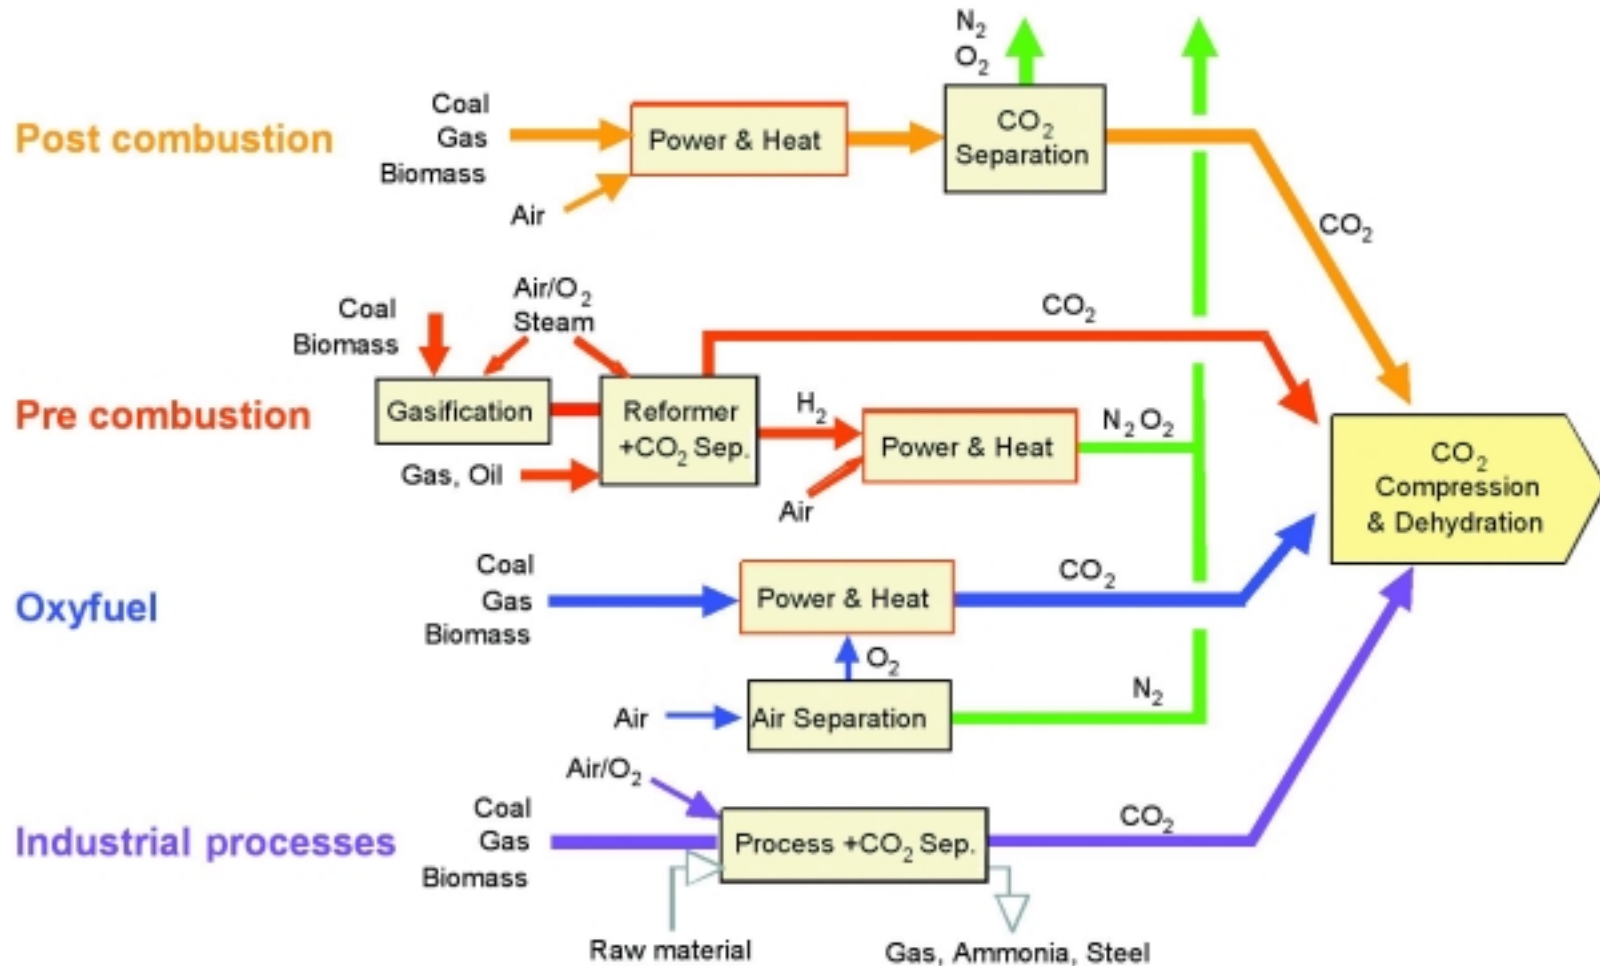 N₂
O₂
Coal
Gas
Biomass
Air
Post combustion
Power & Heat
CO₂
Separation
CO₂
Air/O₂
Steam
Coal
Biomass
CO₂
Pre combustion
Gasification
Reformer
+CO₂ Sep.
H₂
Power & Heat
N₂ O₂
Gas, Oil
Air
CO₂
Compression
& Dehydration
Coal
Gas
Biomass
Oxyfuel
Power & Heat
CO₂
O₂
Air
Air Separation
N₂
Air/O₂
Coal
Gas
Biomass
Industrial processes
Process +CO₂ Sep.
CO₂
Raw material
Gas, Ammonia, Steel